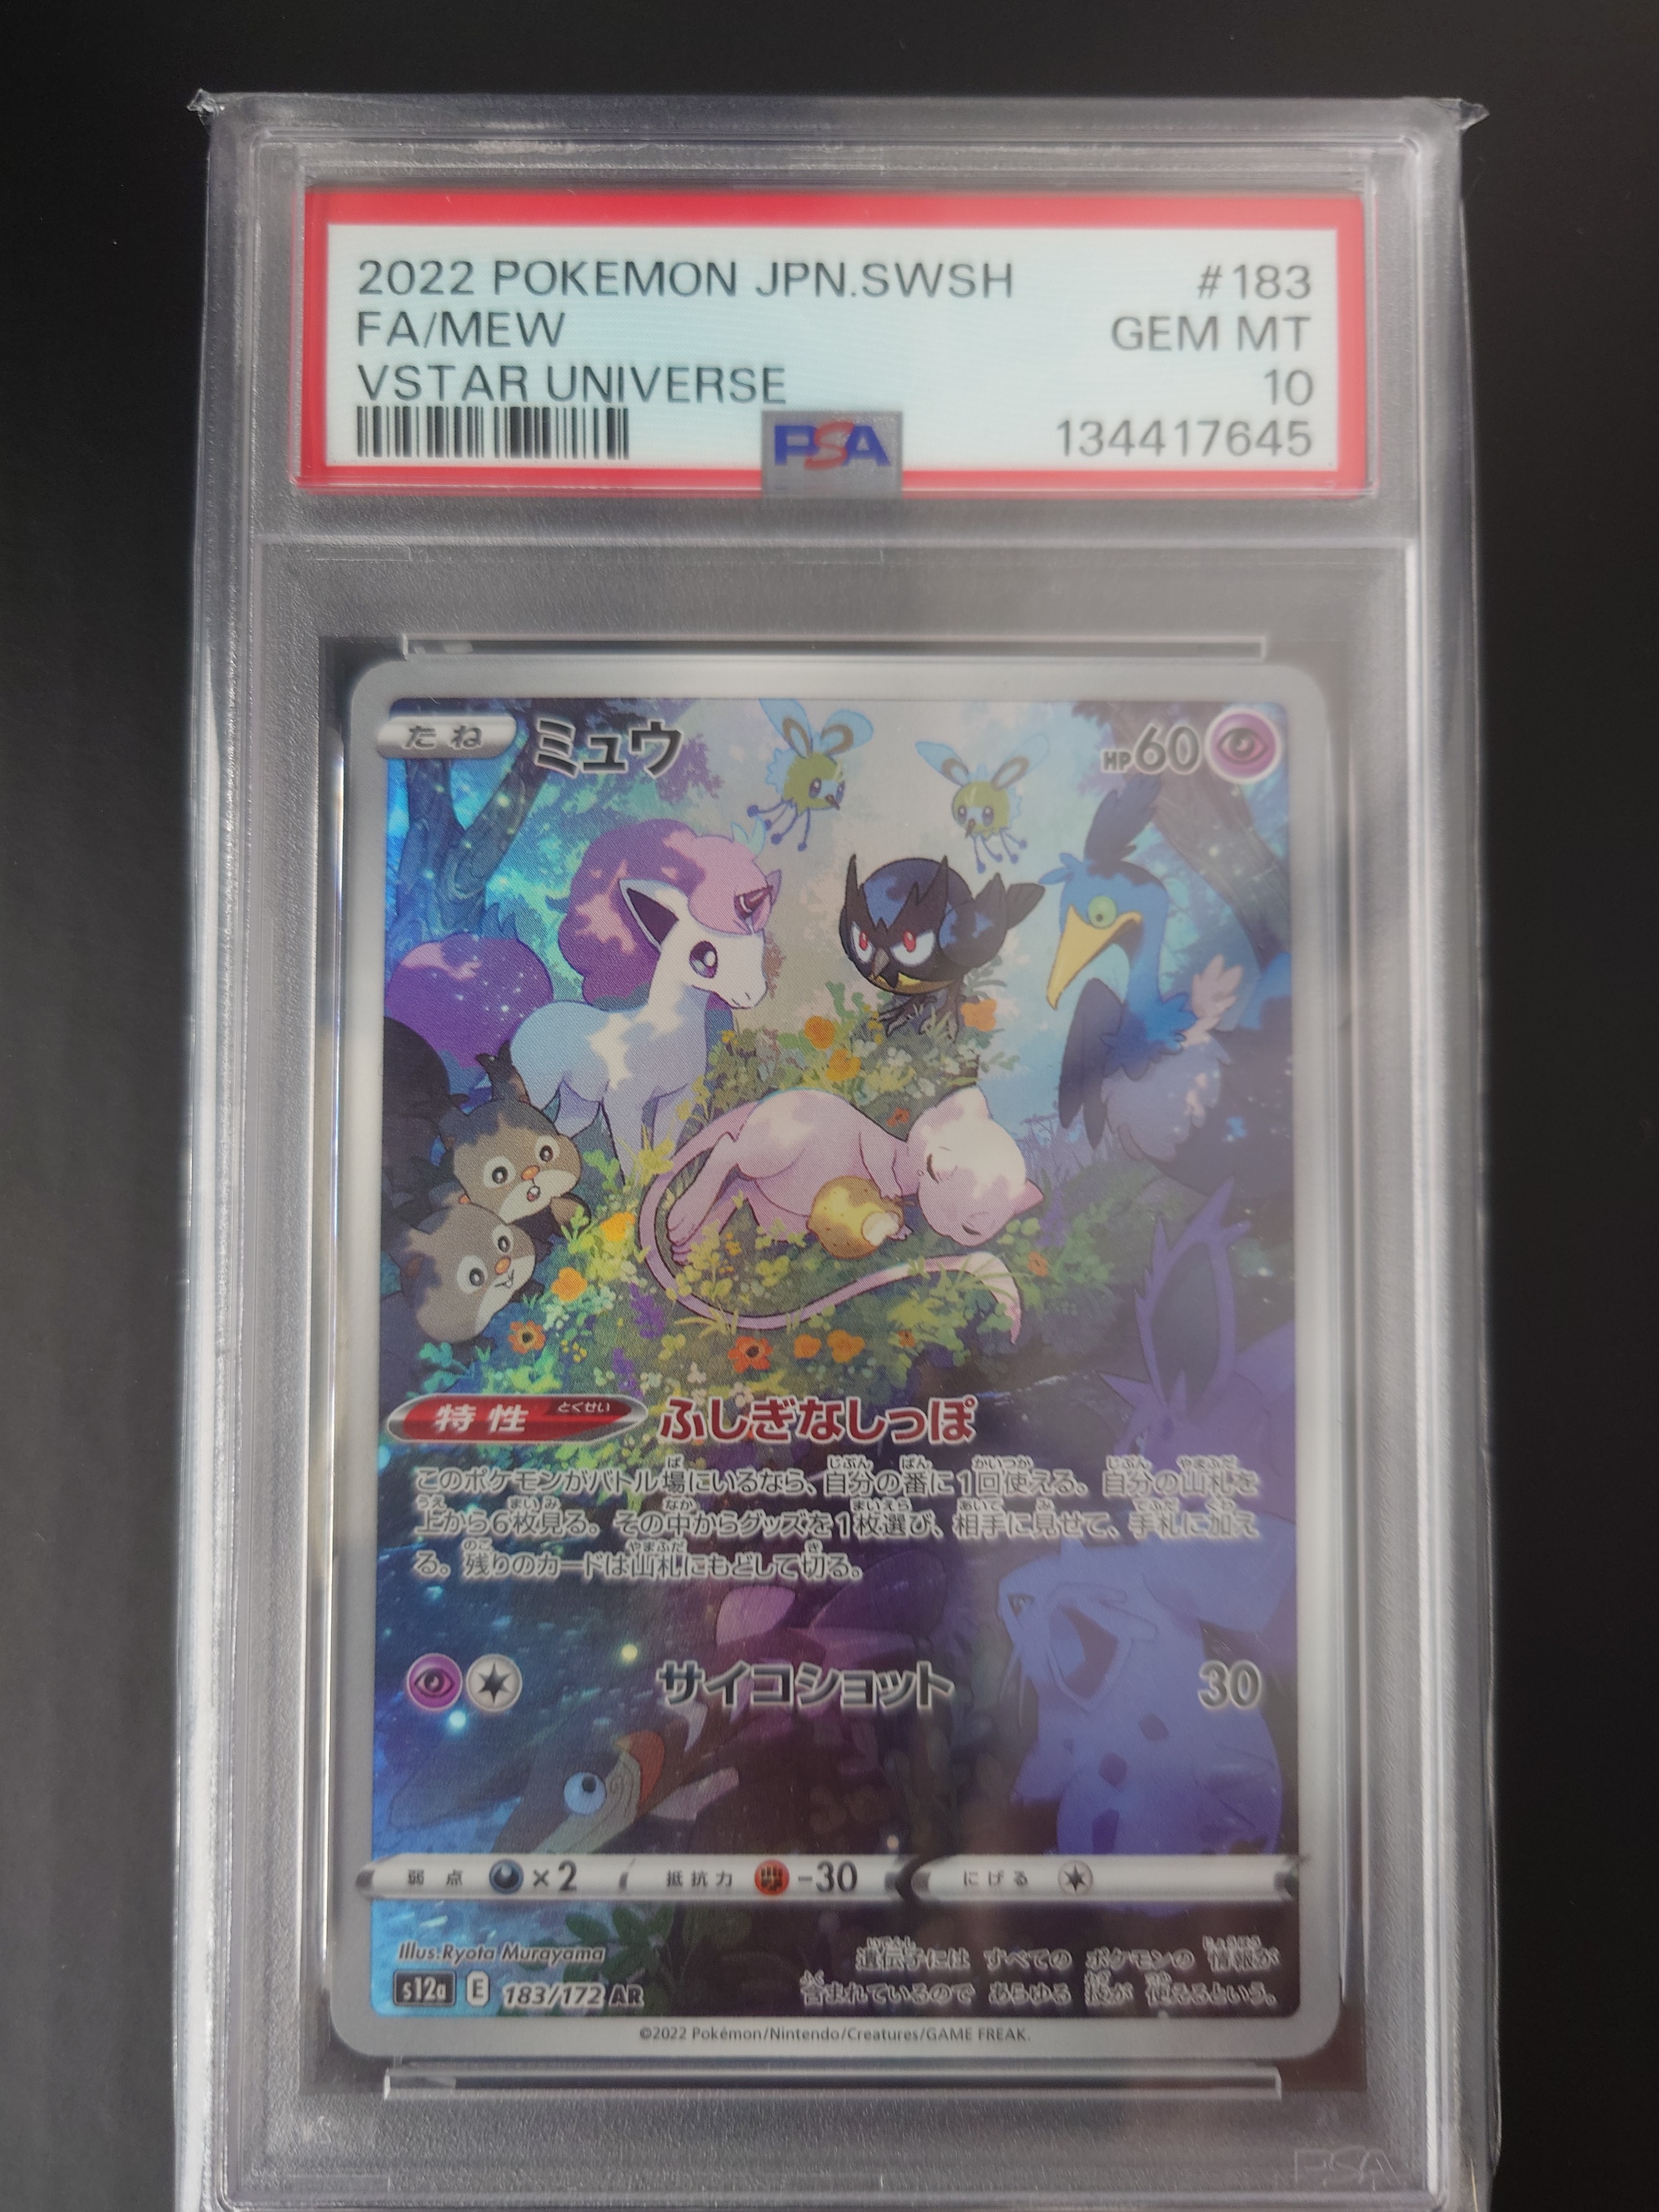 2022 POKEMON JPN.SWSH #183
FA/MEW GEM MT
VSTAR UNIVERSE 10
PSA 134417645
たね ミュウ HP60
特性 とくせい ふしぎなしっぽ
このポケモンがバトル場にいるなら、自分の番に1回使える。自分の山札を
上から6枚見る。その中からグッズを1枚選び、相手に見せて、手札に加え
る。残りのカードは山札にもどして切る。
サイコショット 30
弱点 ×2 抵抗力 -30 にげる
Illus.Ryota Murayama
遺伝子には すべての ポケモンの 情報が
s12a E 183/172 AR
含まれているので あらゆる 技が 使えるという。
©2022 Pokémon/Nintendo/Creatures/GAME FREAK.
PSA